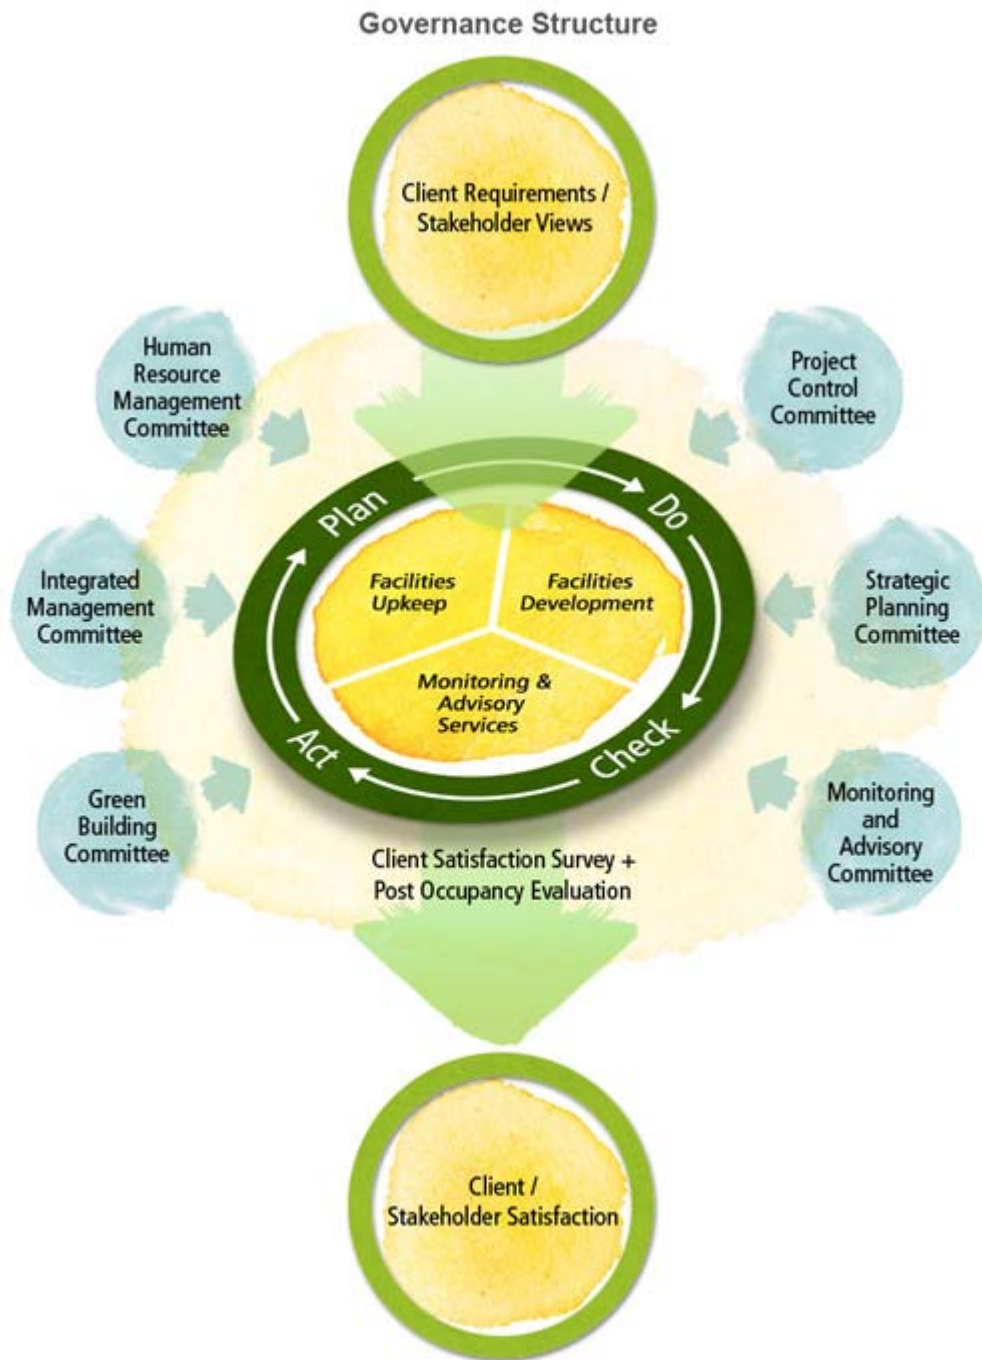 Governance Structure
Client Requirements /
Stakeholder Views
Human
Resource
Management
Committee
Project
Control
Committee
Plan
Do
Integrated
Management
Committee
Facilities
Upkeep
Facilities
Development
Strategic
Planning
Committee
Monitoring &
Advisory
Services
Act
Check
Green
Building
Committee
Monitoring
and
Advisory
Committee
Client Satisfaction Survey +
Post Occupancy Evaluation
Client /
Stakeholder Satisfaction